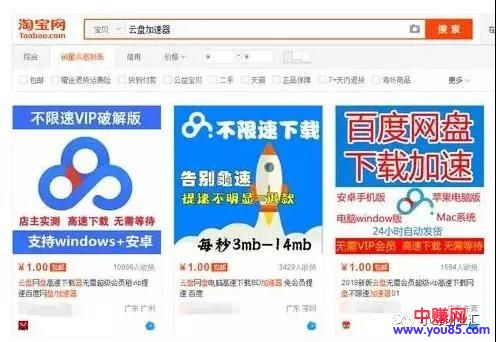 淘宝网
Taobao.com
宝贝
云盘加速器
搜索
综合
销量从高到低
信用
价格
包邮
赠送退货运费险
货到付款
公益宝贝
二手
天猫
正品保障
7+天内退货
海外商品
更多
不限速VIP破解版
店主实测 高速下载 无需等待
支持windows+安卓
不限速下载
告别龟速
提速不明显=退款
每秒3mb-14mb
百度网盘
下载加速
安卓手机版
苹果电脑版
电脑window版
Mac系统
24小时自动发货
无需VIP会员 高速下载 无需等待
¥1.00 包邮
10966人收货
¥1.00 包邮
3429人收货
¥1.00 包邮
1594人收货
云盘网盘下载加速器无需超级会员租vip提速百度网盘加速器
云盘网盘电脑高速下载BD加速器 免会员提速 百度
2018新版云盘无需会员超级vip高速下载网盘不限速加速器01
广东 广州
广东 深圳
中赚网
www.you85.com